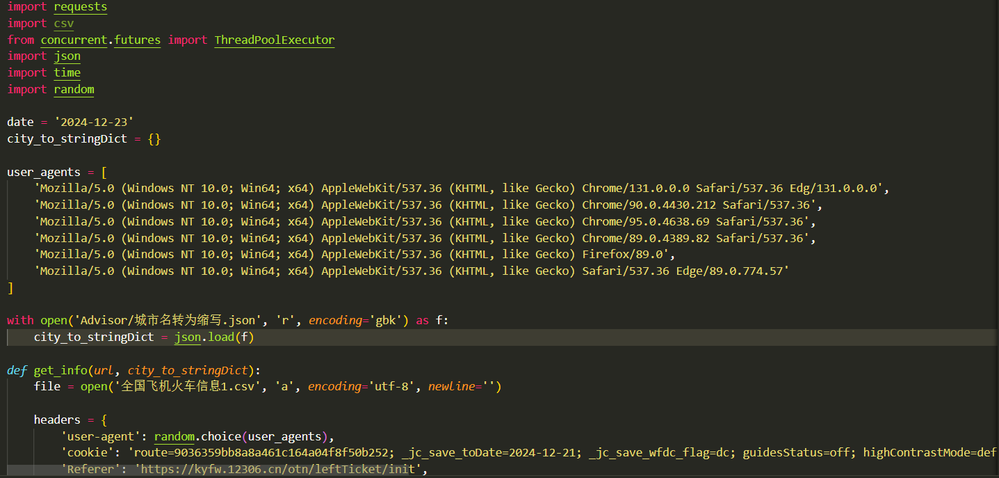 import requests
import csv
from concurrent.futures import ThreadPoolExecutor
import json
import time
import random
date = '2024-12-23'
city_to_stringDict = {}
user_agents = [
'Mozilla/5.0 (Windows NT 10.0; Win64; x64) AppleWebKit/537.36 (KHTML, like Gecko) Chrome/131.0.0.0 Safari/537.36 Edg/131.0.0.0',
'Mozilla/5.0 (Windows NT 10.0; Win64; x64) AppleWebKit/537.36 (KHTML, like Gecko) Chrome/90.0.4430.212 Safari/537.36',
'Mozilla/5.0 (Windows NT 10.0; Win64; x64) AppleWebKit/537.36 (KHTML, like Gecko) Chrome/95.0.4638.69 Safari/537.36',
'Mozilla/5.0 (Windows NT 10.0; Win64; x64) AppleWebKit/537.36 (KHTML, like Gecko) Chrome/89.0.4389.82 Safari/537.36',
'Mozilla/5.0 (Windows NT 10.0; Win64; x64) AppleWebKit/537.36 (KHTML, like Gecko) Firefox/89.0',
'Mozilla/5.0 (Windows NT 10.0; Win64; x64) AppleWebKit/537.36 (KHTML, like Gecko) Safari/537.36 Edge/89.0.774.57'
]
with open('Advisor/城市名转为缩写.json', 'r', encoding='gbk') as f:
city_to_stringDict = json.load(f)
def get_info(url, city_to_stringDict):
file = open('全国飞机火车信息1.csv', 'a', encoding='utf-8', newline='')
headers = {
'user-agent': random.choice(user_agents),
'cookie': 'route=9036359bb8a8a461c164a04f8f50b252; _jc_save_toDate=2024-12-21; _jc_save_wfdc_flag=dc; guidesStatus=off; highContrastMode=def
'Referer': 'https://kyfw.12306.cn/otn/leftTicket/init',